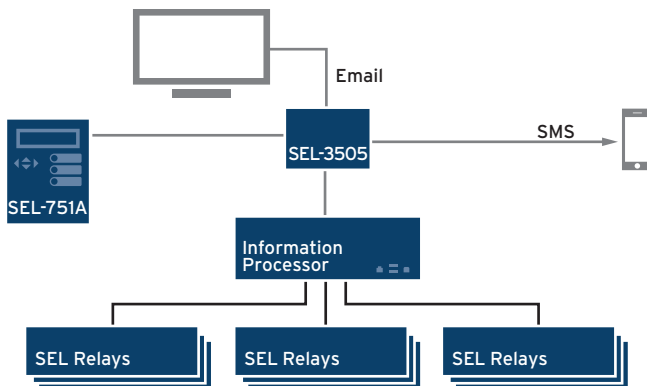 Email
SEL-3505
SMS
SEL-751A
Information
Processor
SEL Relays
SEL Relays
SEL Relays